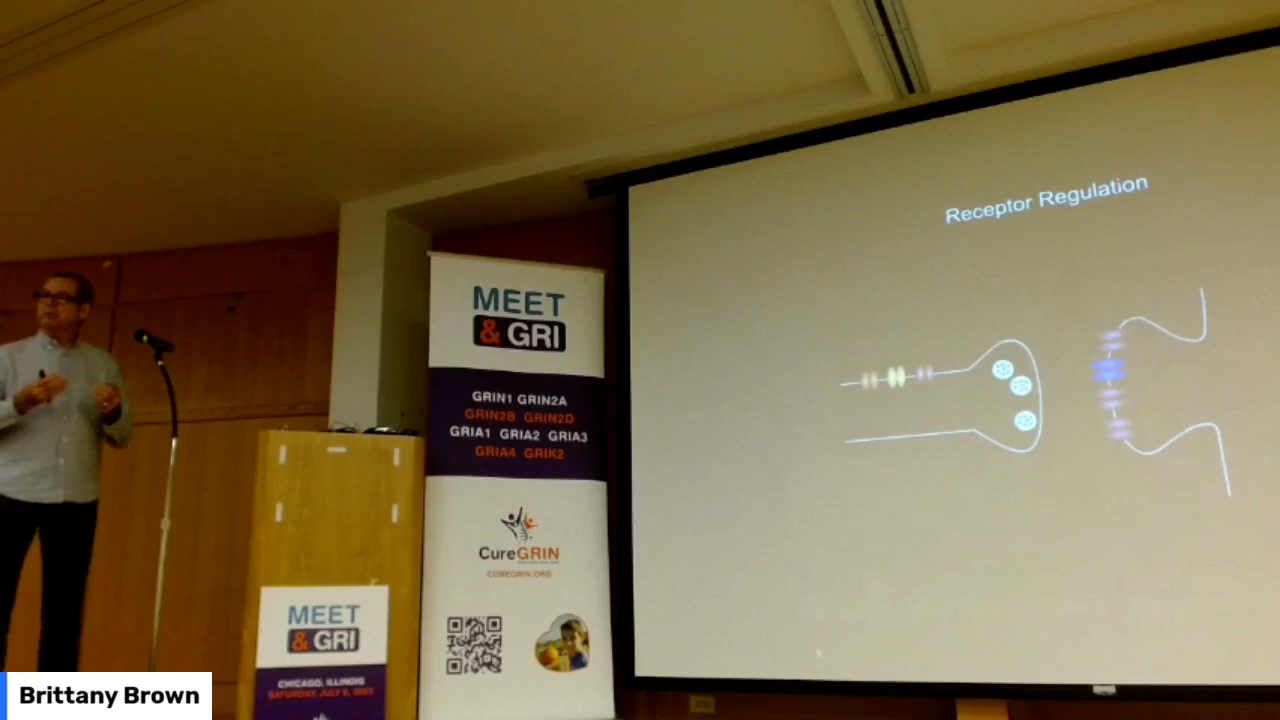 Receptor Regulation
MEET
& GRI
GRIN1 GRIN2A
GRIN2B GRIN2D
GRIA1 GRIA2 GRIA3
GRIA4 GRIK2
CureGRIN
CUREGRIN.ORG
MEET
& GRI
CHICAGO, ILLINOIS
Brittany Brown